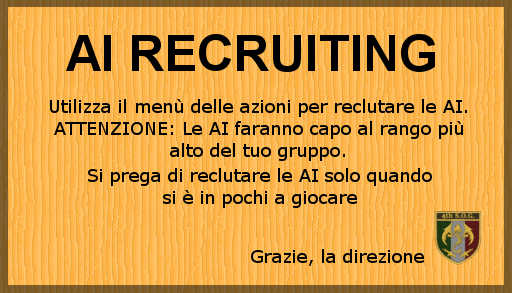 AI RECRUITING
Utilizza il menù delle azioni per reclutare le AI.
ATTENZIONE: Le AI faranno capo al rango più
alto del tuo gruppo.
Si prega di reclutare le AI solo quando
si è in pochi a giocare
4th S.O.G.
Grazie, la direzione